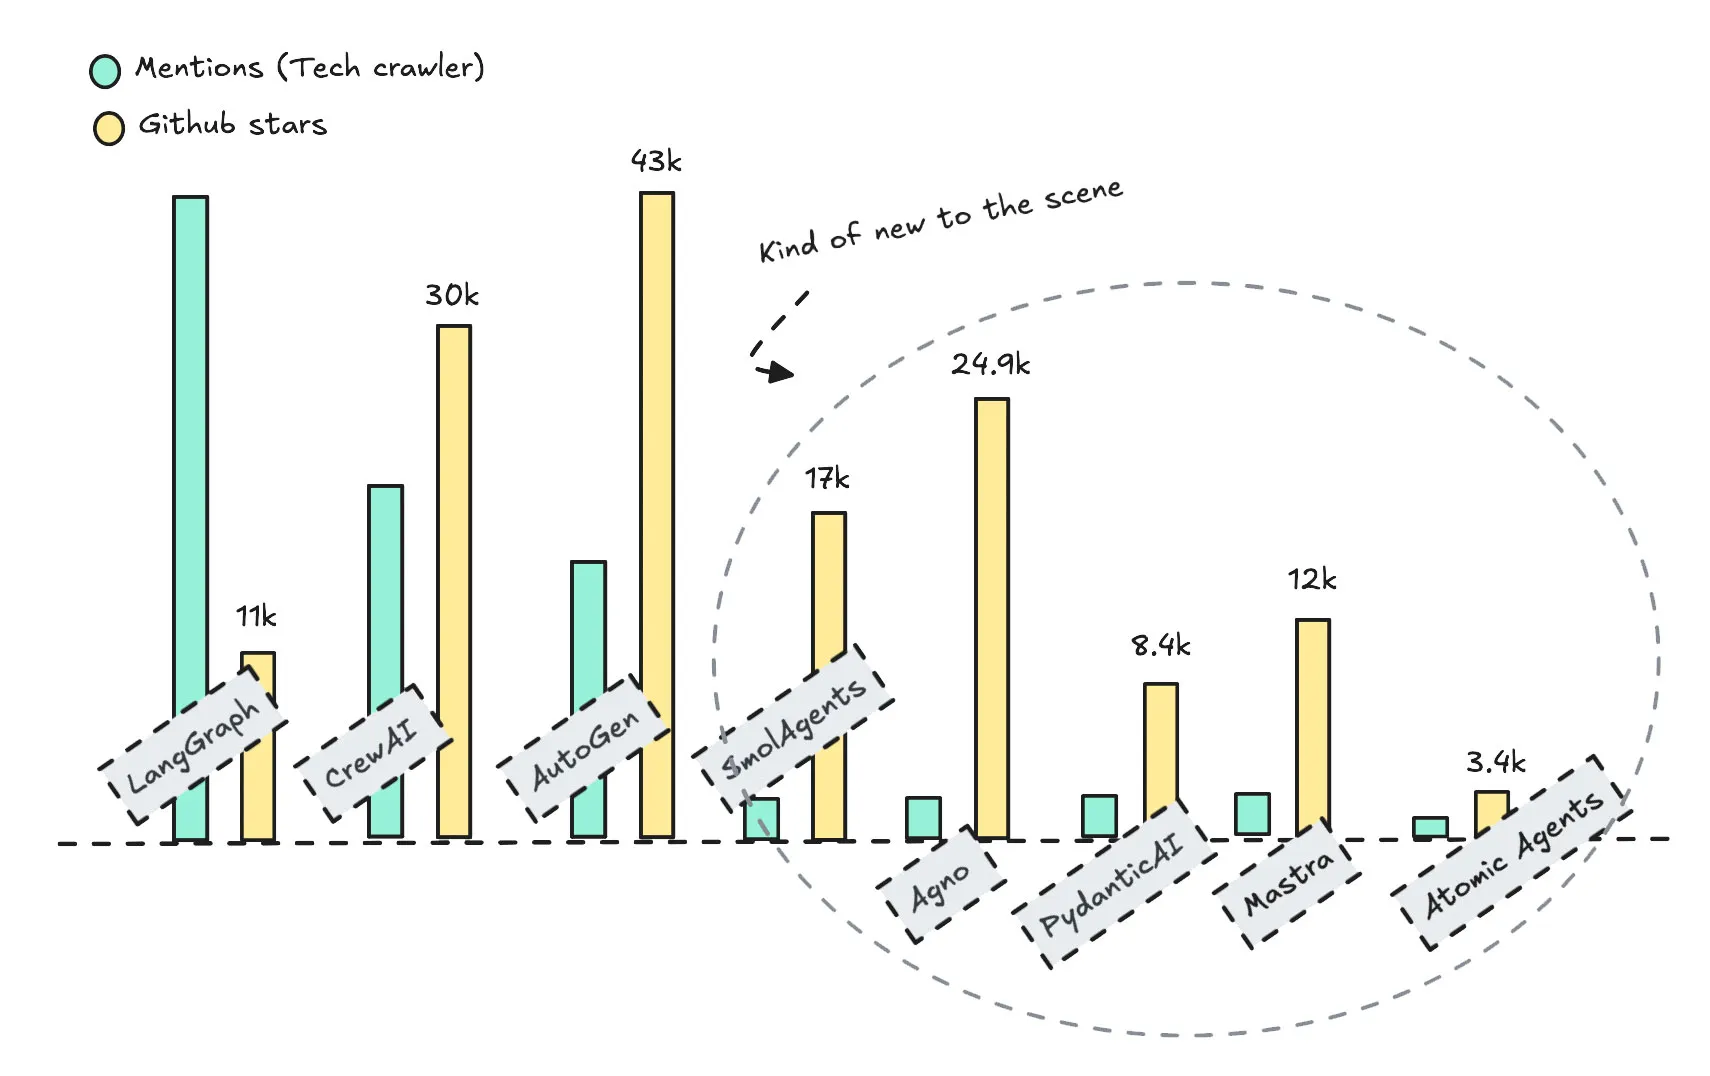 Mentions (Tech crawler)
Github stars
43k
Kind of new to the scene
30k
24.9k
17k
12k
11k
8.4k
3.4k
LangGraph
CrewAI
AutoGen
SmolAgents
Agno
PydanticAI
Mastra
Atomic Agents